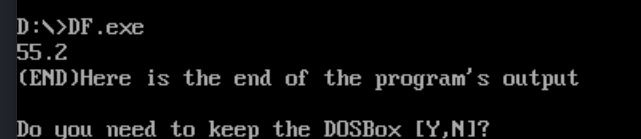 D:\>DF.exe
55.2
(END)Here is the end of the program's output
Do you need to keep the DOSBox [Y,N]?